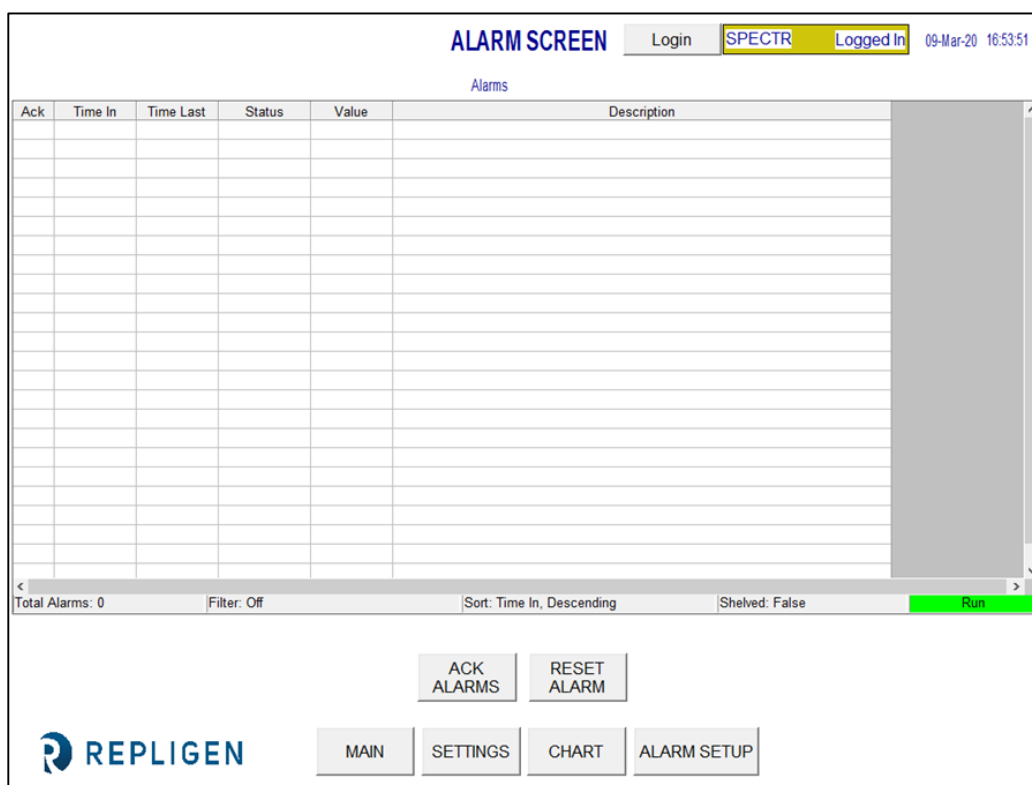 ALARM SCREEN Login SPECTR Logged In 09-Mar-20 16:53:51
Alarms
Ack Time In Time Last Status Value Description
Total Alarms: 0 Filter: Off Sort: Time In, Descending Shelved: False Run
ACK ALARMS
RESET ALARM
REPLIGEN MAIN SETTINGS CHART ALARM SETUP